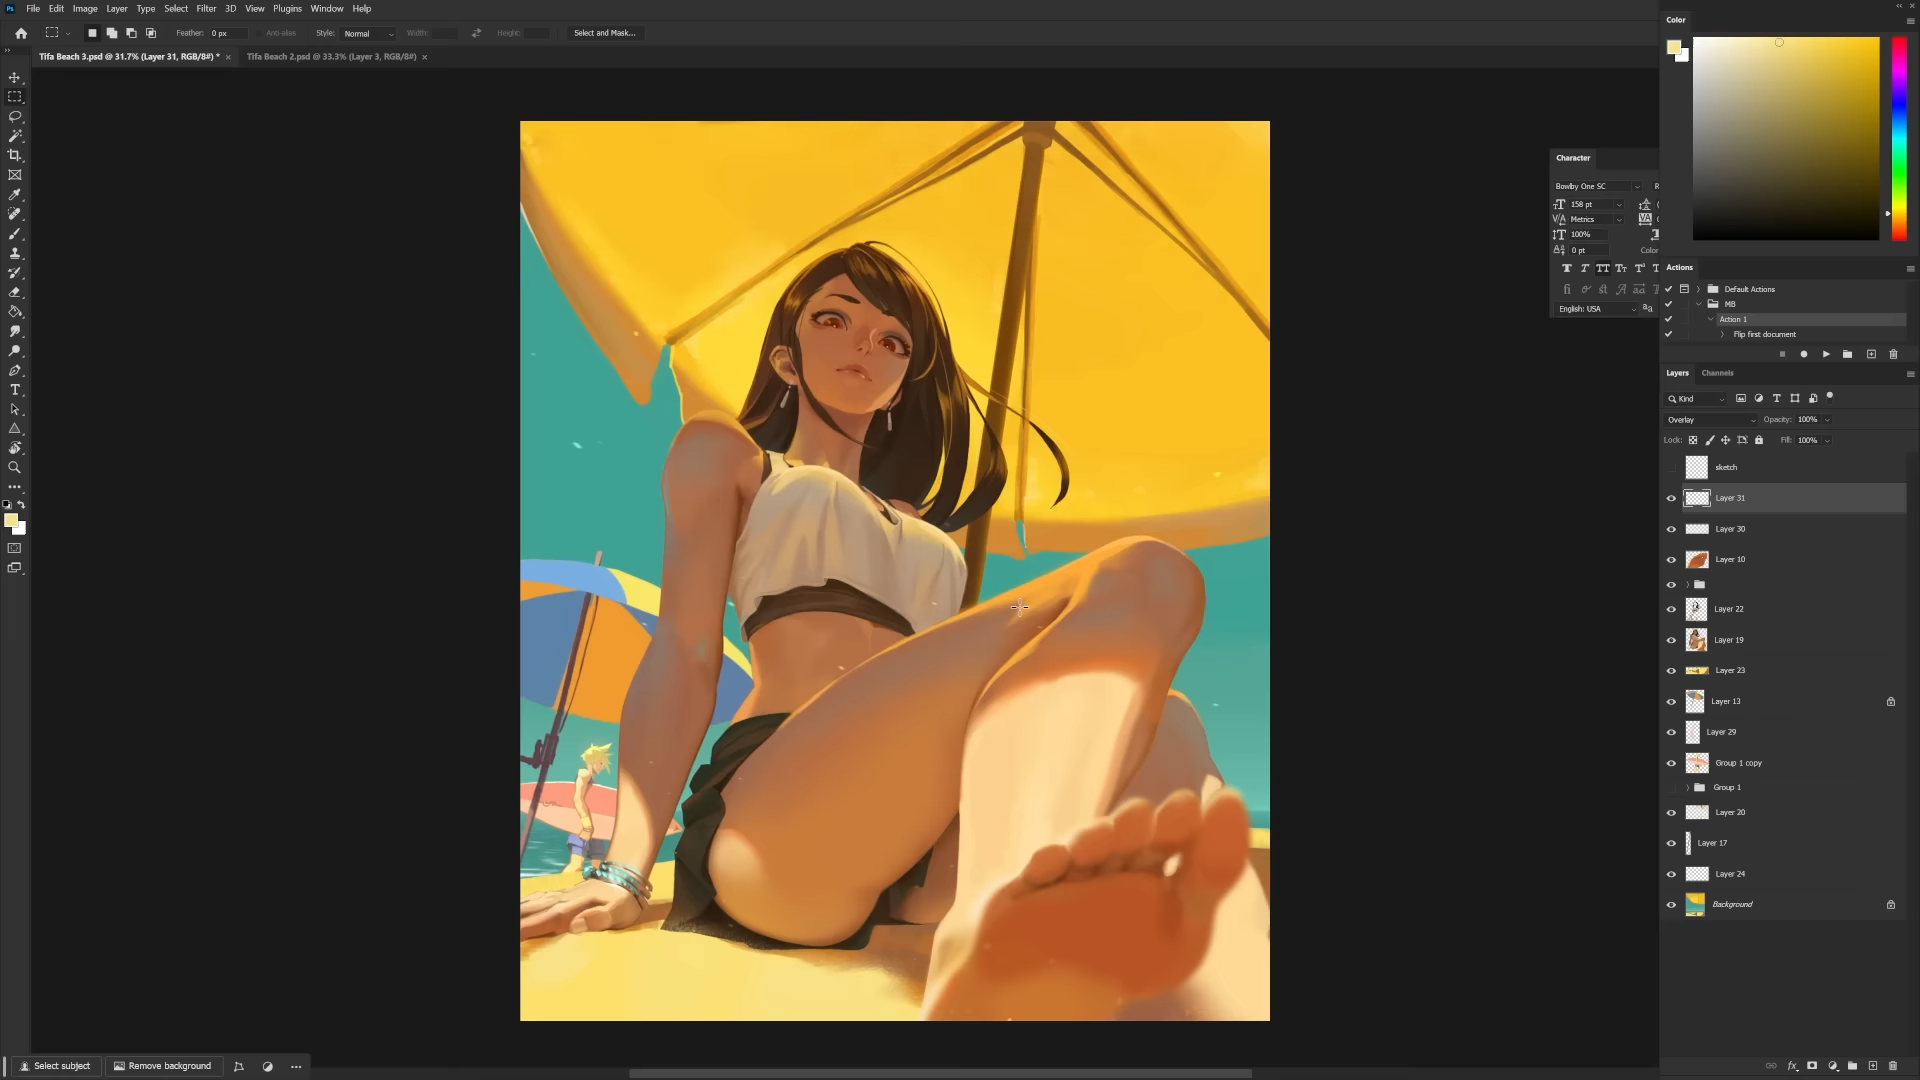 Ps File Edit Image Layer Type Select Filter 3D View Plugins Window Help
Feather: 0 px Anti-alias Style: Normal Width: Height: Select and Mask...
Tifa Beach 3.psd @ 31.7% (Layer 31, RGB/8#) * × Tifa Beach 2.psd @ 33.3% (Layer 3, RGB/8#) ×
Color
Character
Bowlby One SC R
158 pt
Metrics
100%
0 pt Color
English: USA
Actions
Default Actions
MB
Action 1
Flip first document
Layers Channels
Kind
Overlay Opacity: 100%
Lock: Fill: 100%
sketch
Layer 31
Layer 30
Layer 10
Layer 22
Layer 19
Layer 23
Layer 13
Layer 29
Group 1 copy
Group 1
Layer 20
Layer 17
Layer 24
Background
Select subject Remove background